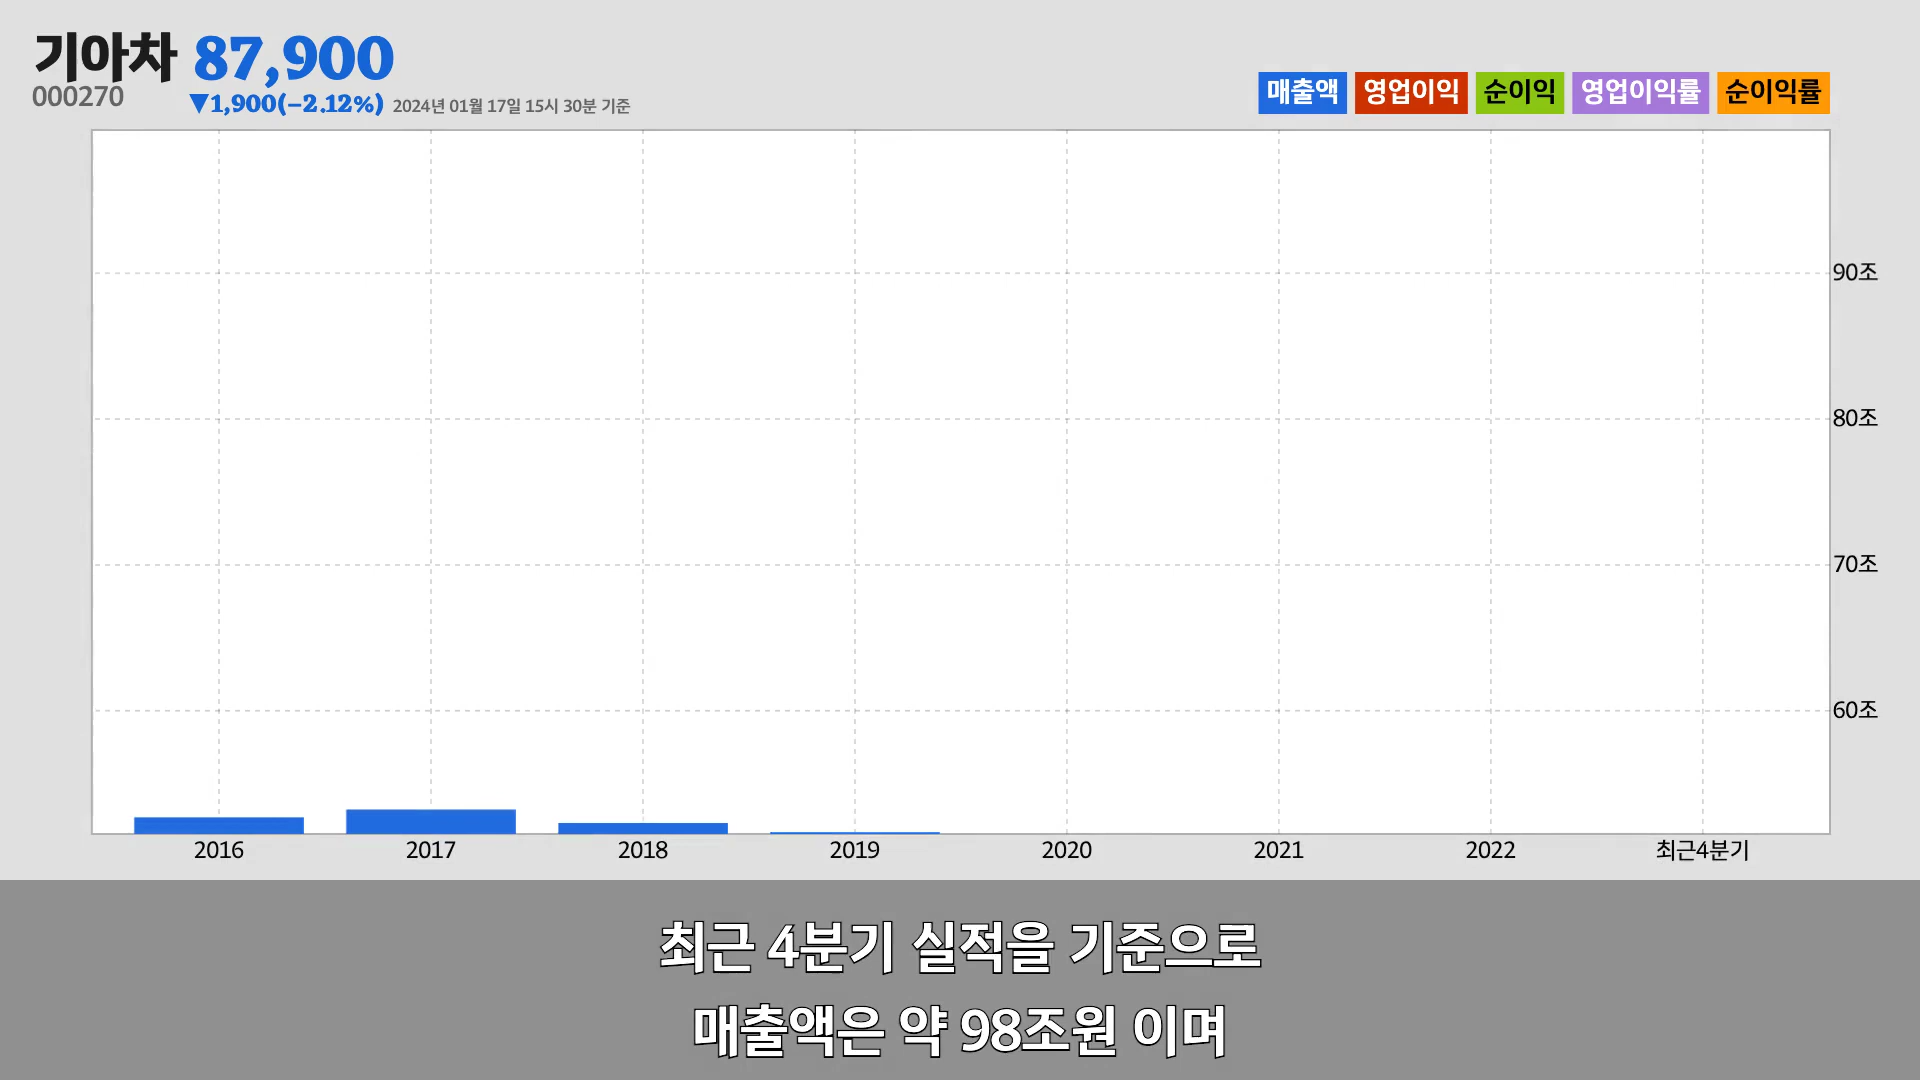 기아차 87,900
000270 ▼1,900(-2.12%) 2024년 01월 17일 15시 30분 기준
매출액 영업이익 순이익 영업이익률 순이익률
90조
80조
70조
60조
2016 2017 2018 2019 2020 2021 2022 최근4분기
최근 4분기 실적을 기준으로
매출액은 약 98조원 이며